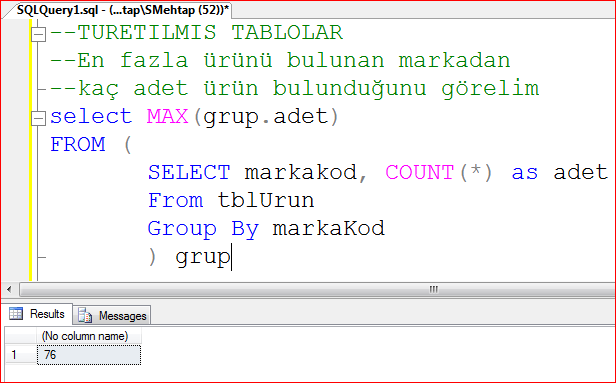 SQLQuery1.sql - (...tap\SMehtap (52))*
--TURETILMIS TABLOLAR
--En fazla ürünü bulunan markadan
--kaç adet ürün bulunduğunu görelim
select MAX(grup.adet)
FROM (
SELECT markakod, COUNT(*) as adet
From tblUrun
Group By markaKod
) grup
Results Messages
(No column name)
1 76